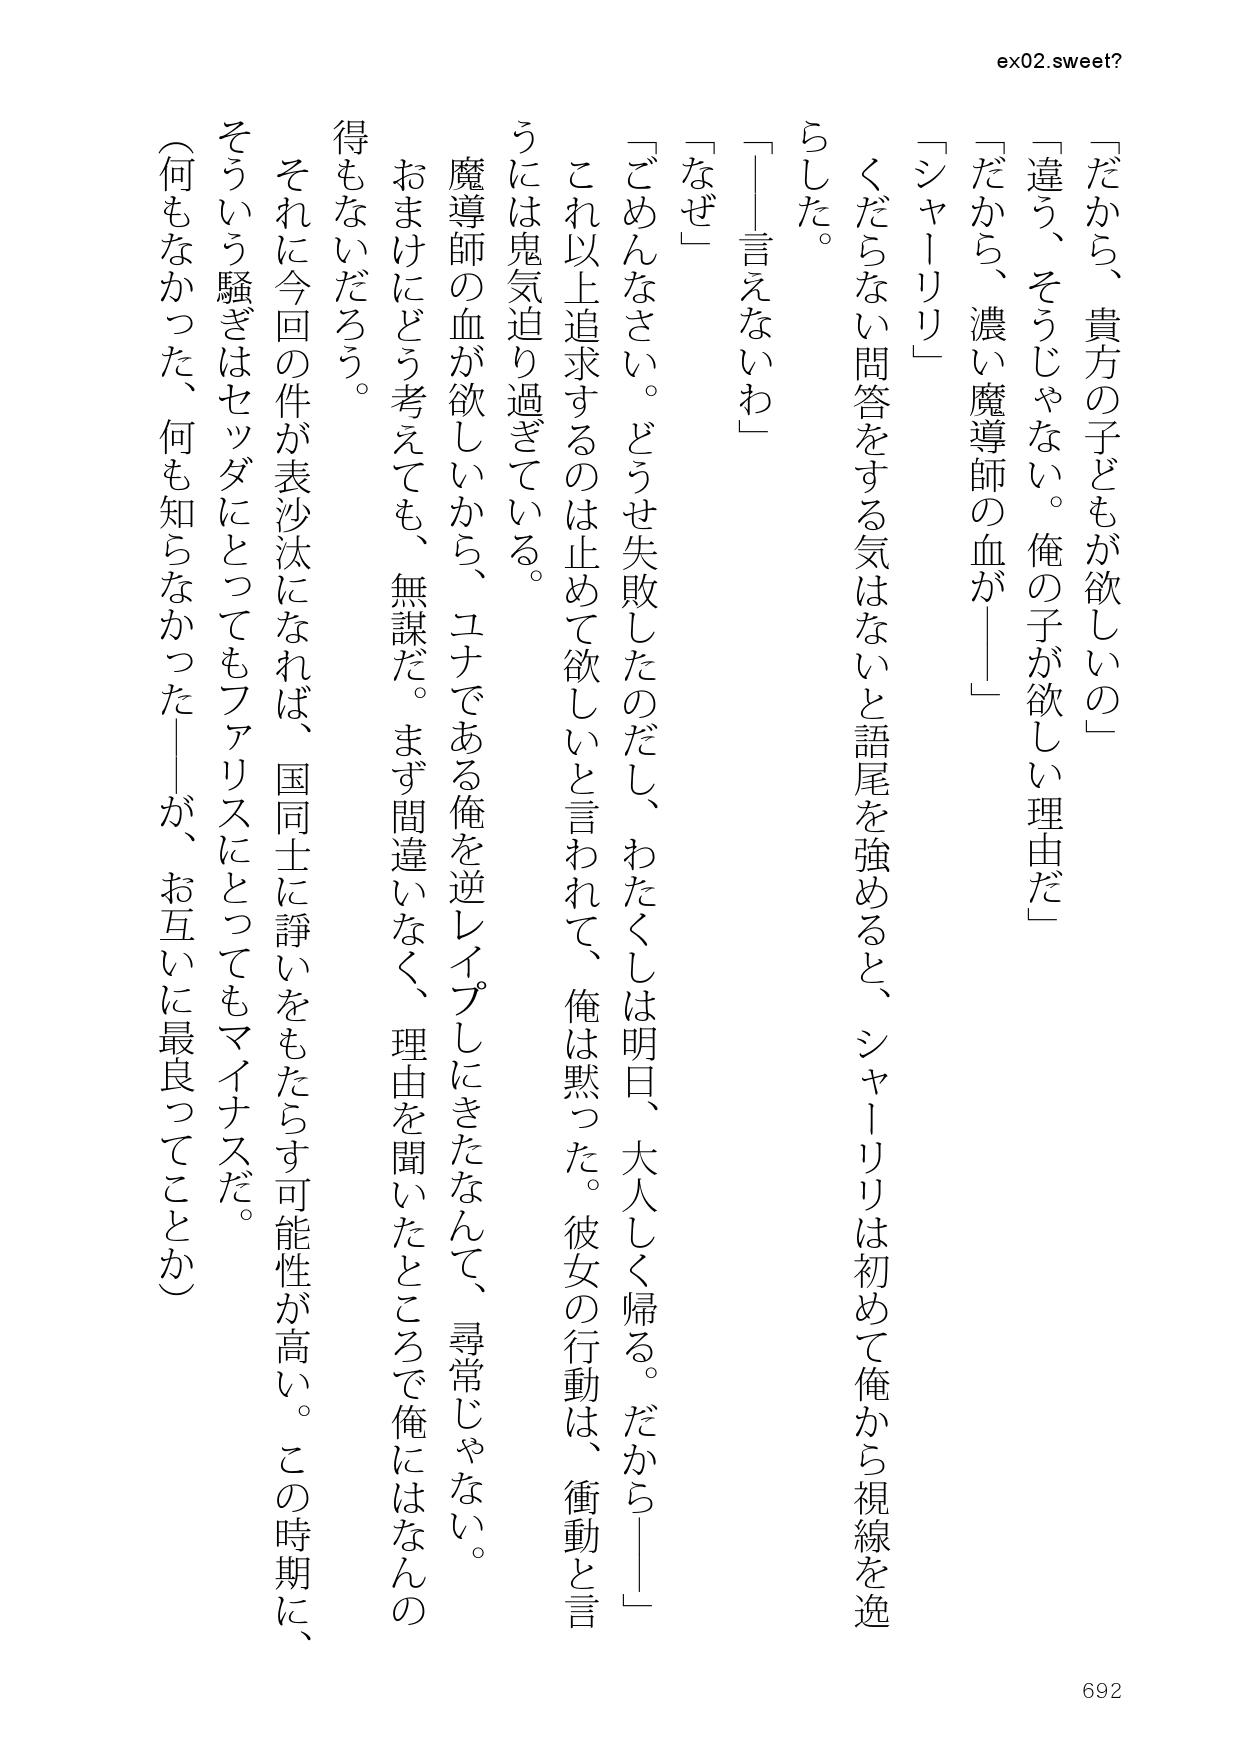 ex02.sweet?
「だから、貴方の子どもが欲しいの」
「違う、そうじゃない。俺の子が欲しい理由だ」
「だから、濃い魔導師の血が――」
「シャーリリ」
くだらない問答をする気はないと語尾を強めると、シャーリリは初めて俺から視線を逸
らした。
「――言えないわ」
「なぜ」
「ごめんなさい。どうせ失敗したのだし、わたくしは明日、大人しく帰る。だから――」
これ以上追求するのは止めて欲しいと言われて、俺は黙った。彼女の行動は、衝動と言
うには鬼気迫り過ぎている。
魔導師の血が欲しいから、ユナである俺を逆レイプしにきたなんて、尋常じゃない。
おまけにどう考えても、無謀だ。まず間違いなく、理由を聞いたところで俺にはなんの
得もないだろう。
それに今回の件が表沙汰になれば、国同士に諍いをもたらす可能性が高い。この時期に、
そういう騒ぎはセッダにとってもファリスにとってもマイナスだ。
（何もなかった、何も知らなかった――が、お互いに最良ってことか）
692